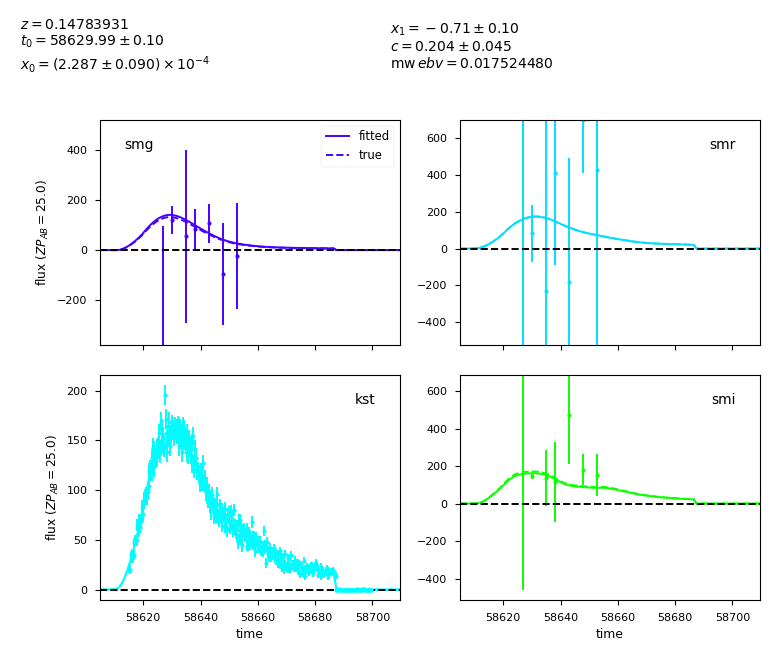 z = 0.14783931
t0 = 58629.99 ± 0.10
x0 = (2.287 ± 0.090) × 10^-4
x1 = −0.71 ± 0.10
c = 0.204 ± 0.045
mw ebv = 0.017524480
smg
fitted
true
400
200
0
−200
flux (ZP_AB = 25.0)
smr
600
400
200
0
−200
−400
kst
200
150
100
50
0
flux (ZP_AB = 25.0)
58620 58640 58660 58680 58700
time
smi
600
400
200
0
−200
−400
58620 58640 58660 58680 58700
time